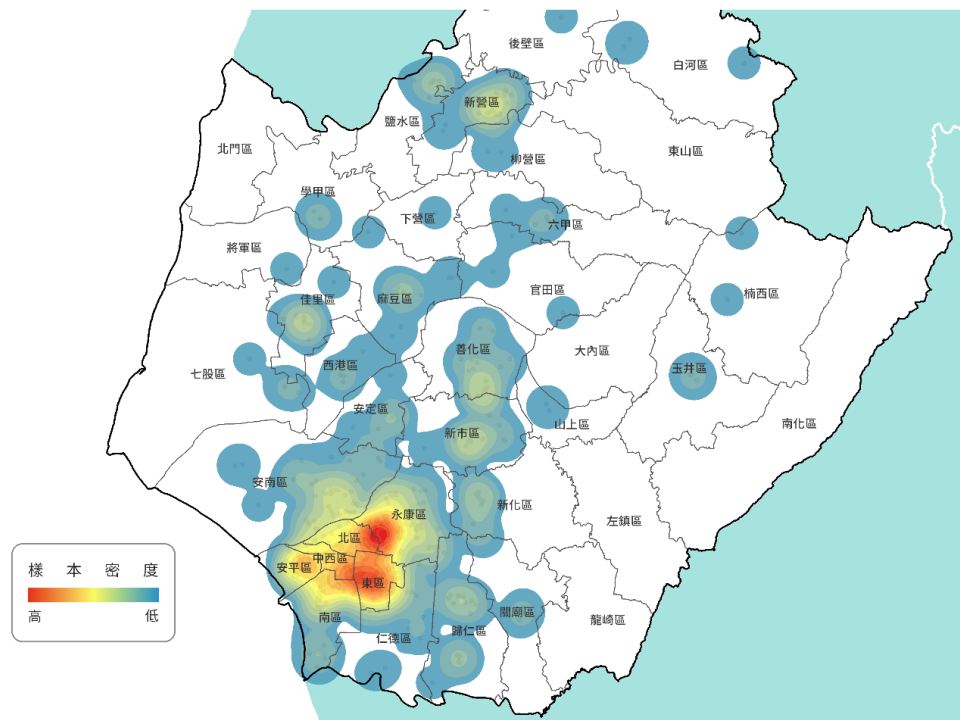 後壁區
白河區
新營區
鹽水區
北門區
東山區
柳營區
學甲區
下營區
六甲區
將軍區
官田區
楠西區
佳里區
麻豆區
善化區
大內區
七股區
西港區
玉井區
安定區
山上區
南化區
新市區
安南區
新化區
永康區
左鎮區
北區
中西區
安平區
東區
南區
關廟區
龍崎區
仁德區
歸仁區
樣本密度
高 低